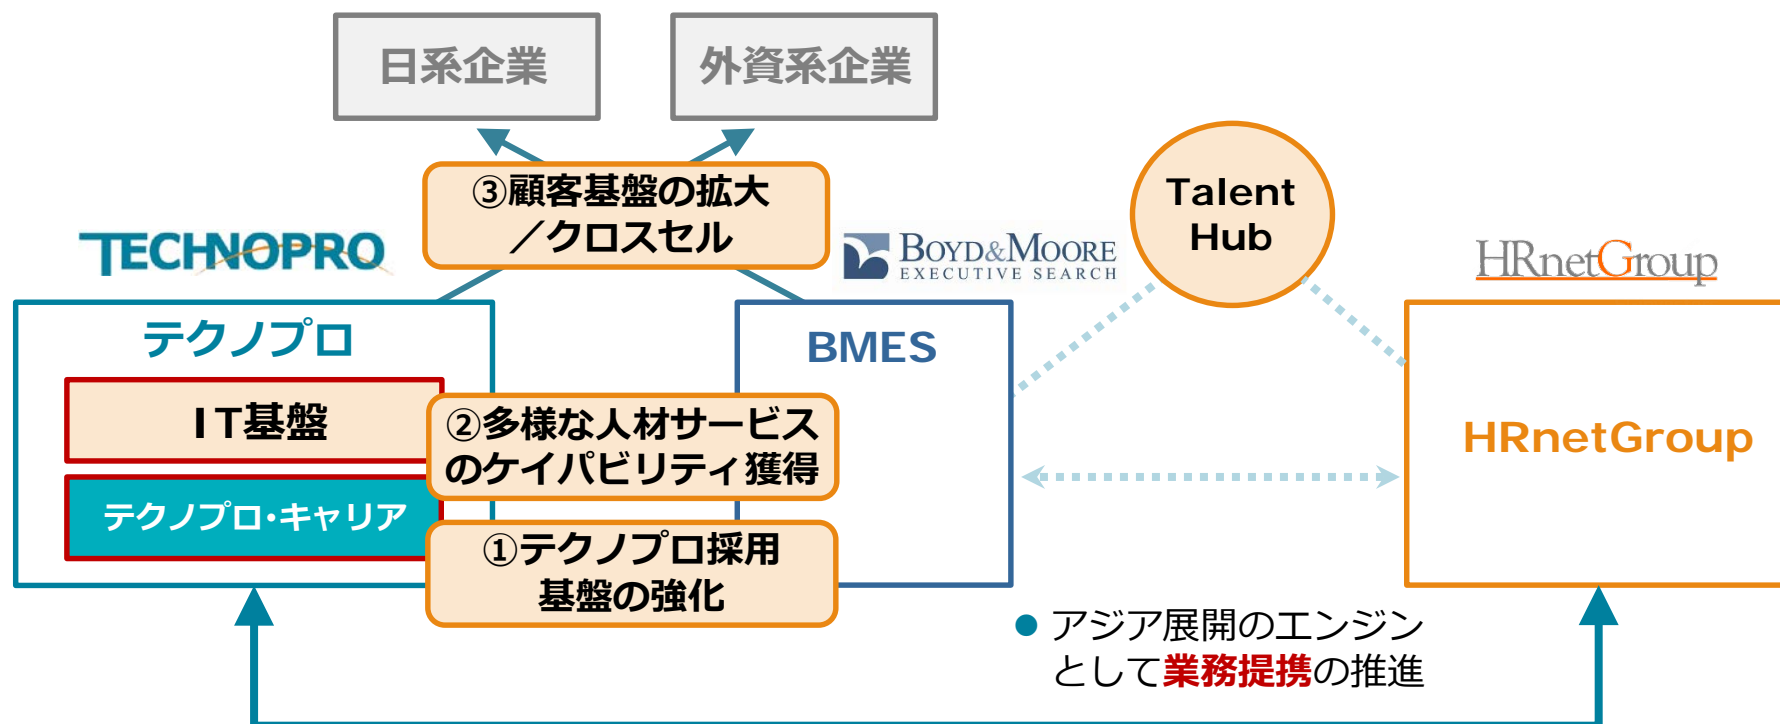 日系企業
外資系企業
③顧客基盤の拡大
／クロスセル
Talent
Hub
TECHNOPRO
BOYD&MOORE
EXECUTIVE SEARCH
HRnetGroup
テクノプロ
BMES
IT基盤
②多様な人材サービス
のケイパビリティ獲得
HRnetGroup
テクノプロ・キャリア
①テクノプロ採用
基盤の強化
● アジア展開のエンジン
として業務提携の推進